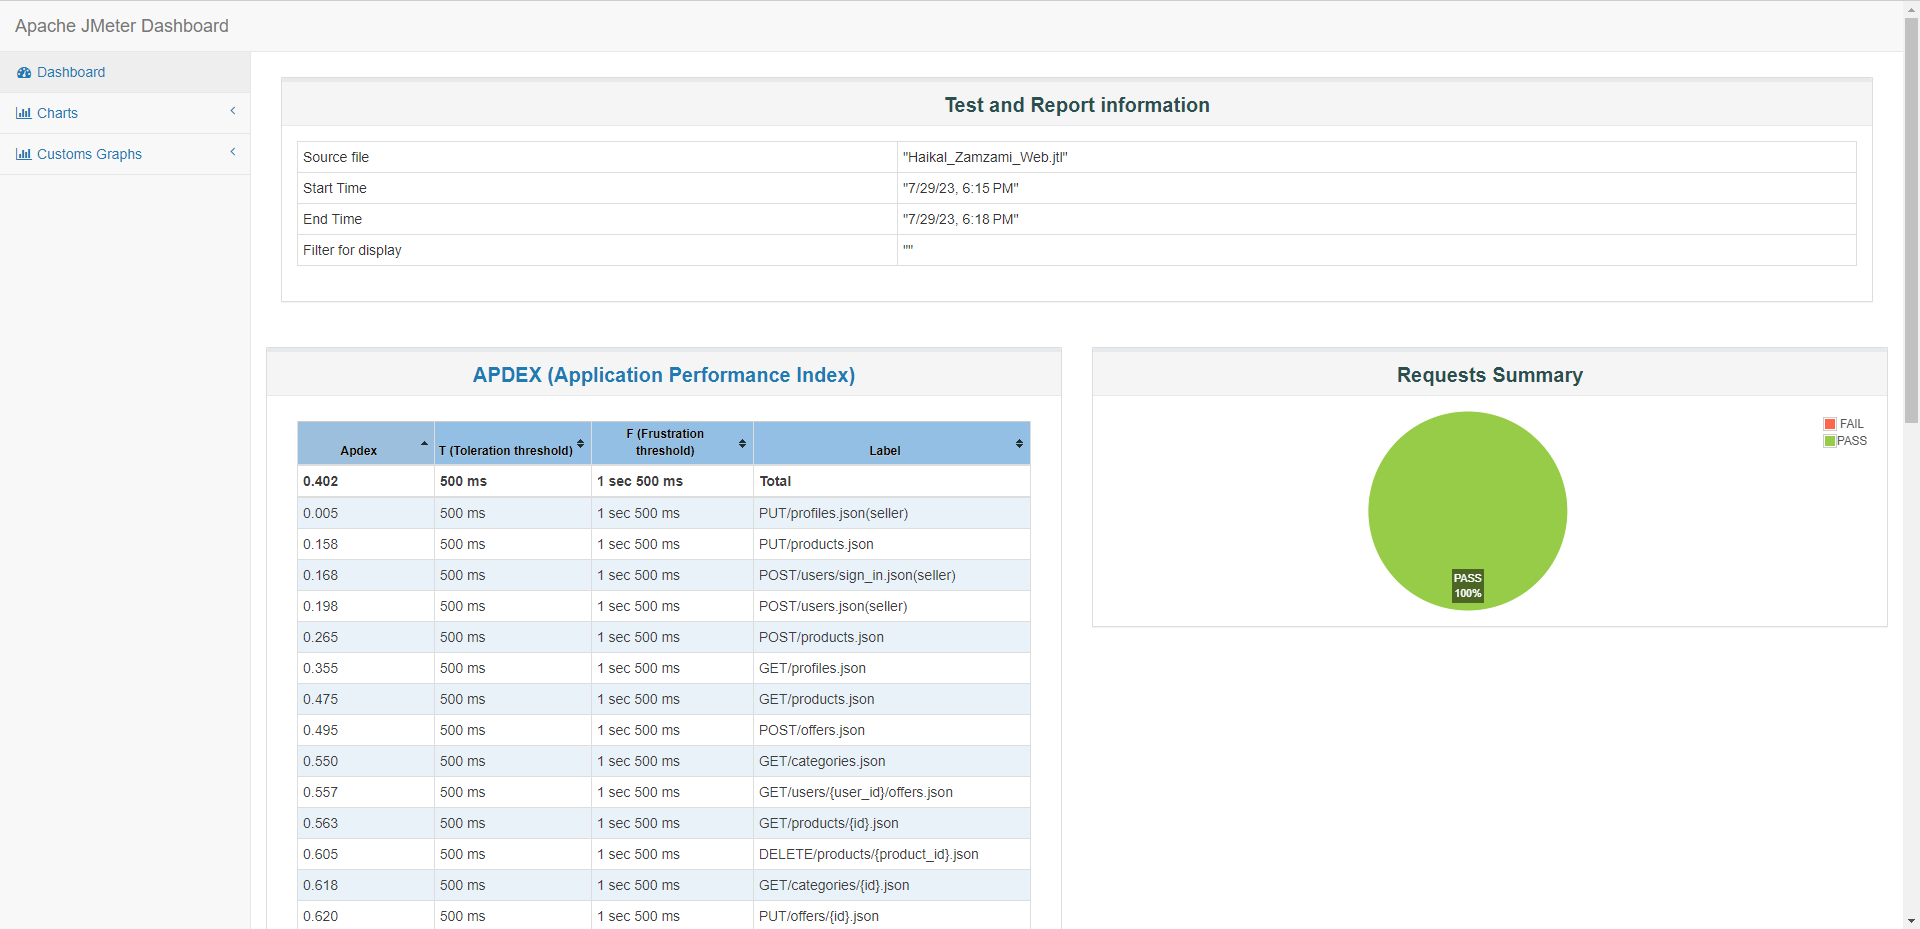 Apache JMeter Dashboard
Dashboard
Charts
Customs Graphs
Test and Report information
Source file "Haikal_Zamzami_Web.jtl"
Start Time "7/29/23, 6:15 PM"
End Time "7/29/23, 6:18 PM"
Filter for display ""
APDEX (Application Performance Index)
Apdex T (Toleration threshold) F (Frustration threshold) Label
0.402 500 ms 1 sec 500 ms Total
0.005 500 ms 1 sec 500 ms PUT/profiles.json(seller)
0.158 500 ms 1 sec 500 ms PUT/products.json
0.168 500 ms 1 sec 500 ms POST/users/sign_in.json(seller)
0.198 500 ms 1 sec 500 ms POST/users.json(seller)
0.265 500 ms 1 sec 500 ms POST/products.json
0.355 500 ms 1 sec 500 ms GET/profiles.json
0.475 500 ms 1 sec 500 ms GET/products.json
0.495 500 ms 1 sec 500 ms POST/offers.json
0.550 500 ms 1 sec 500 ms GET/categories.json
0.557 500 ms 1 sec 500 ms GET/users/{user_id}/offers.json
0.563 500 ms 1 sec 500 ms GET/products/{id}.json
0.605 500 ms 1 sec 500 ms DELETE/products/{product_id}.json
0.618 500 ms 1 sec 500 ms GET/categories/{id}.json
0.620 500 ms 1 sec 500 ms PUT/offers/{id}.json
Requests Summary
FAIL
PASS
PASS
100%